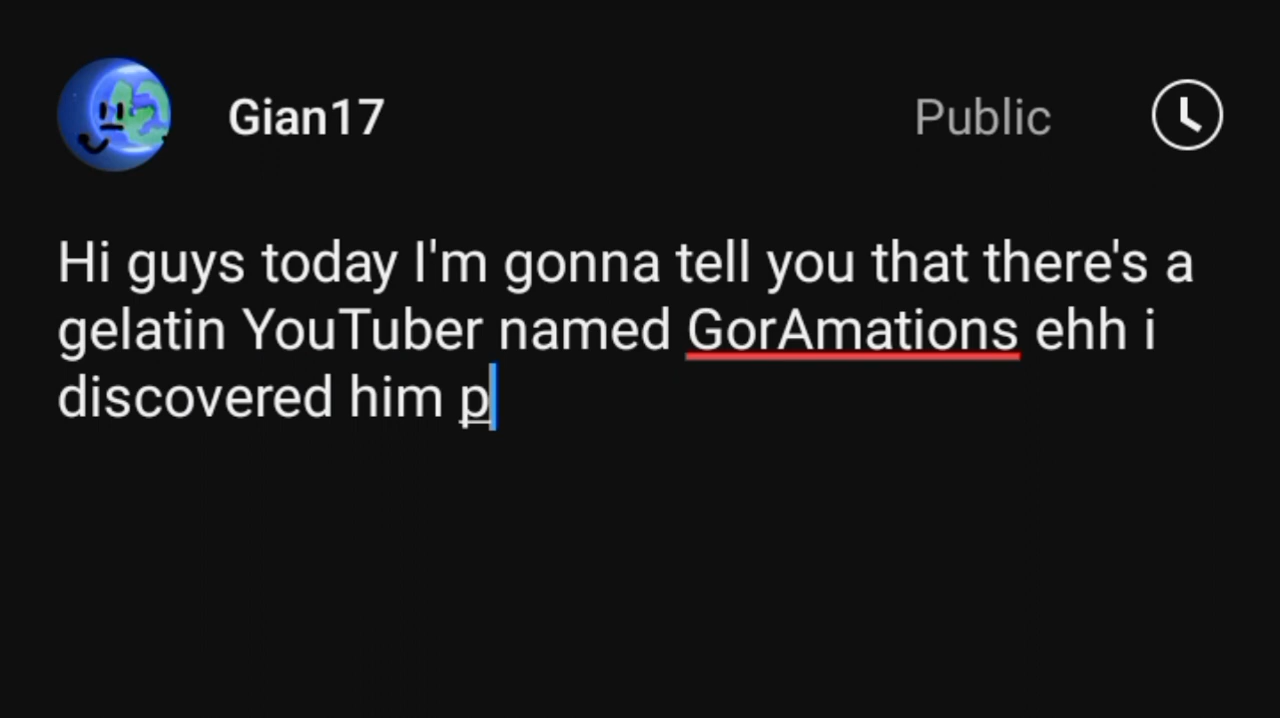 Gian17
Public
Hi guys today I'm gonna tell you that there's a
gelatin YouTuber named GorAmations ehh i
discovered him p